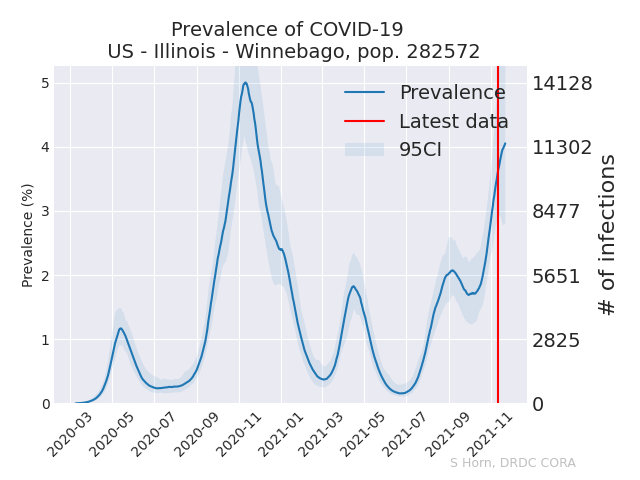 Prevalence of COVID-19
US - Illinois - Winnebago, pop. 282572
Prevalence
Latest data
95CI
Prevalence (%)
5
4
3
2
1
0
14128
11302
8477
5651
2825
0
# of infections
2020-03
2020-05
2020-07
2020-09
2020-11
2021-01
2021-03
2021-05
2021-07
2021-09
2021-11
S Horn, DRDC CORA